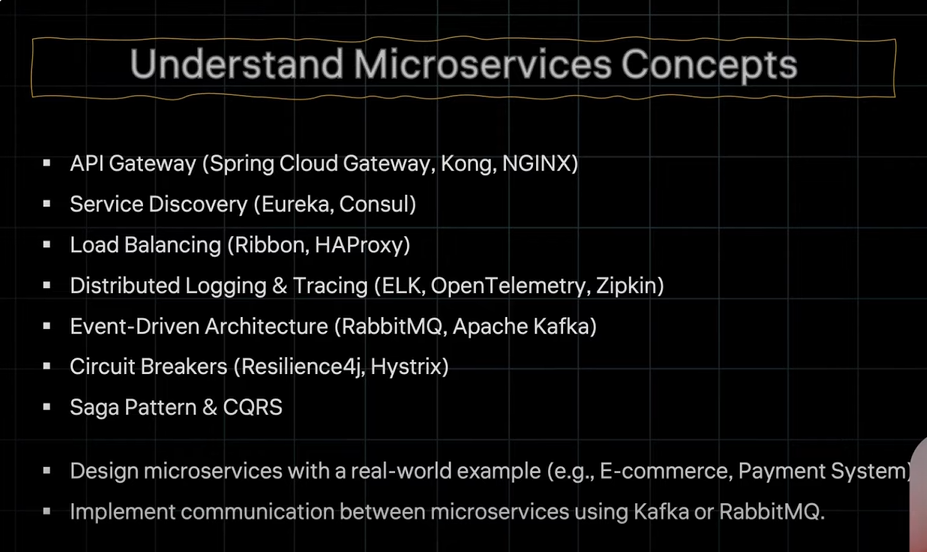 Understand Microservices Concepts
▪ API Gateway (Spring Cloud Gateway, Kong, NGINX)
▪ Service Discovery (Eureka, Consul)
▪ Load Balancing (Ribbon, HAProxy)
▪ Distributed Logging & Tracing (ELK, OpenTelemetry, Zipkin)
▪ Event-Driven Architecture (RabbitMQ, Apache Kafka)
▪ Circuit Breakers (Resilience4j, Hystrix)
▪ Saga Pattern & CQRS
▪ Design microservices with a real-world example (e.g., E-commerce, Payment System)
▪ Implement communication between microservices using Kafka or RabbitMQ.